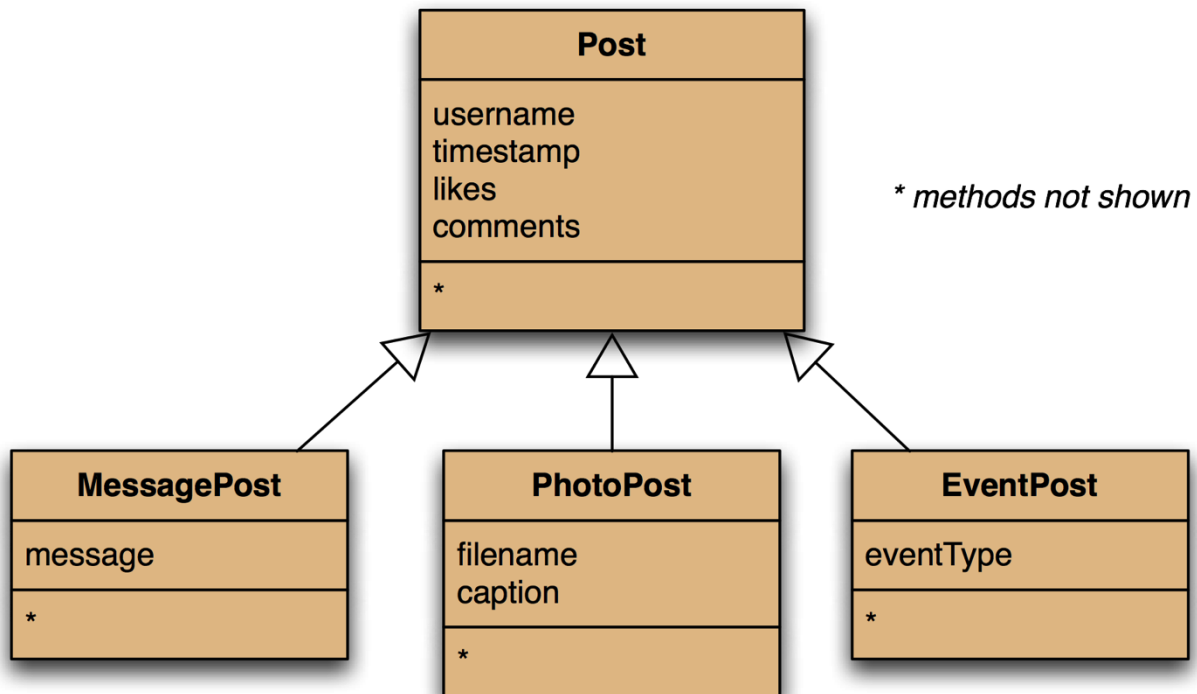 Post
username
timestamp
likes
comments
*
* methods not shown
MessagePost
message
*
PhotoPost
filename
caption
*
EventPost
eventType
*